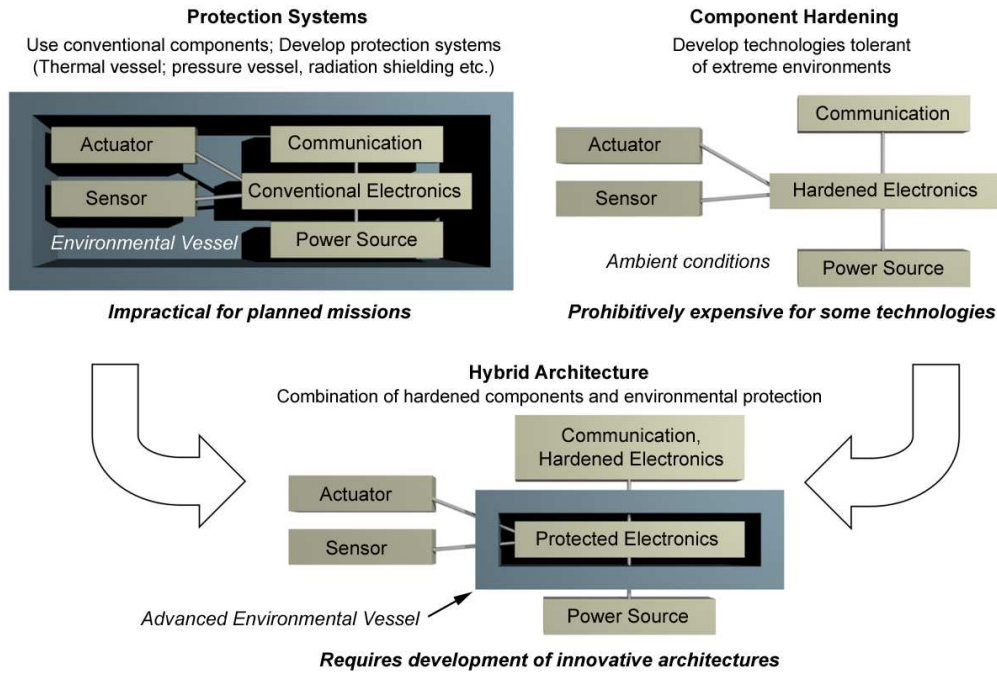 Protection Systems
Use conventional components; Develop protection systems
(Thermal vessel; pressure vessel, radiation shielding etc.)
Actuator
Communication
Conventional Electronics
Sensor
Environmental Vessel
Power Source
Impractical for planned missions
Component Hardening
Develop technologies tolerant
of extreme environments
Communication
Actuator
Hardened Electronics
Sensor
Ambient conditions
Power Source
Prohibitively expensive for some technologies
Hybrid Architecture
Combination of hardened components and environmental protection
Communication,
Hardened Electronics
Actuator
Protected Electronics
Sensor
Advanced Environmental Vessel
Power Source
Requires development of innovative architectures